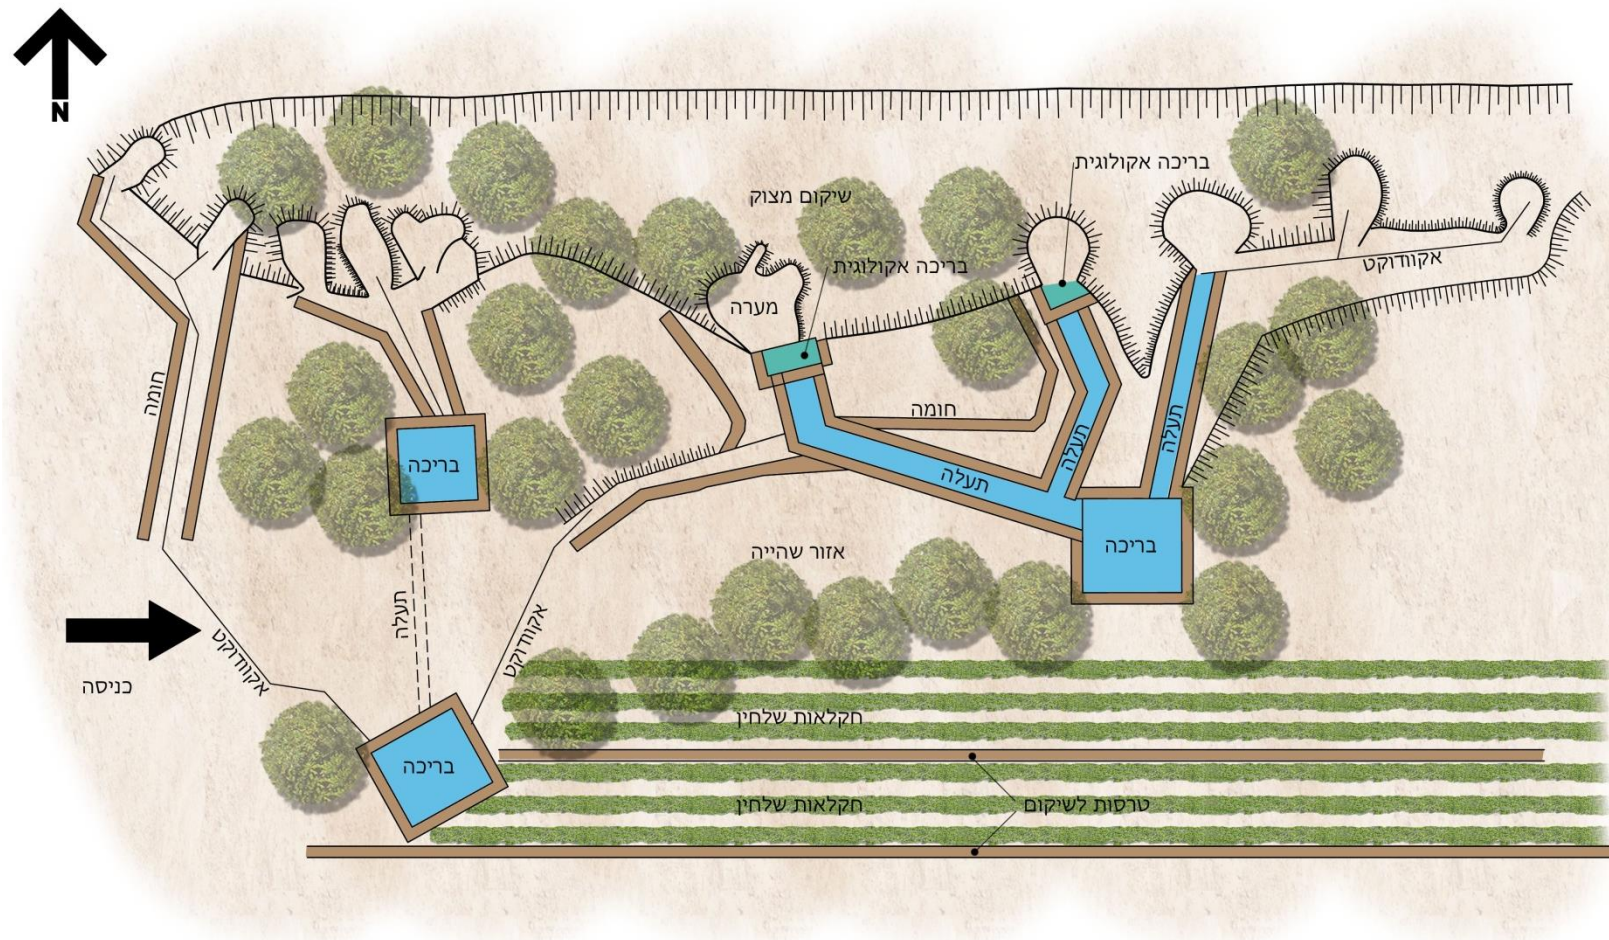 N
בריכה אקולוגית
שיקום מצוק
אקוודוקט
בריכה אקולוגית
מערה
חומה
חומה
תעלה
תעלה
בריכה
תעלה
בריכה
אזור שהייה
תעלה
אקוודוקט
אקוודוקט
כניסה
חקלאות שלחין
בריכה
חקלאות שלחין
טרסות לשיקום